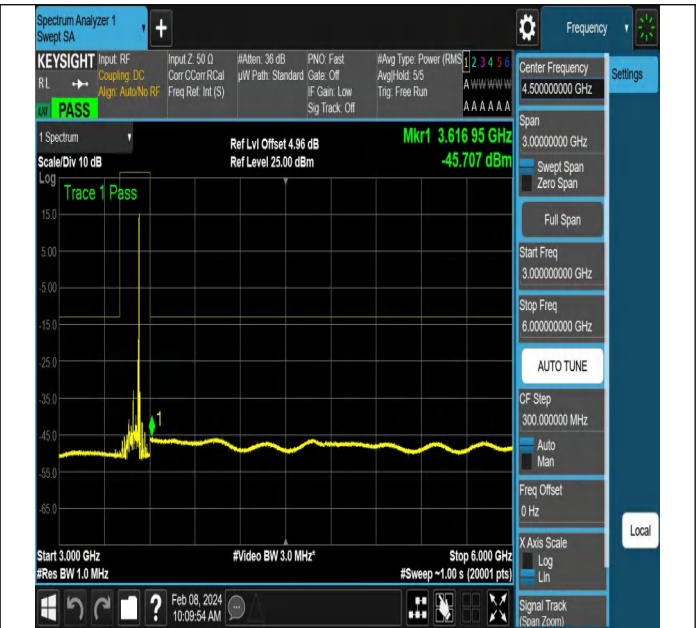 Spectrum Analyzer 1
Swept SA
+
Frequency
KEYSIGHT
RL
PASS
Input: RF
Coupling: DC
Align: Auto/No RF
Input Z: 50 Ω
Corr CCorr RCal
Freq Ref: Int (S)
#Atten: 36 dB
µW Path: Standard
PNO: Fast
Gate: Off
IF Gain: Low
Sig Track: Off
#Avg Type: Power (RMS
Avg|Hold: 5/5
Trig: Free Run
1 2 3 4 5 6
A W W W W W
A A A A A A
1 Spectrum
Scale/Div 10 dB
Ref Lvl Offset 4.96 dB
Ref Level 25.00 dBm
Mkr1 3.616 95 GHz
-45.707 dBm
Log
Trace 1 Pass
15.0
5.00
-5.00
-15.0
-25.0
-35.0
-45.0
-55.0
-65.0
1
Start 3.000 GHz
#Res BW 1.0 MHz
#Video BW 3.0 MHz*
Stop 6.000 GHz
#Sweep ~1.00 s (20001 pts)
Feb 08, 2024
10:09:54 AM
?
Center Frequency
4.500000000 GHz
Settings
Span
3.00000000 GHz
Swept Span
Zero Span
Full Span
Start Freq
3.000000000 GHz
Stop Freq
6.000000000 GHz
AUTO TUNE
CF Step
300.000000 MHz
Auto
Man
Freq Offset
0 Hz
X Axis Scale
Log
Lin
Local
Signal Track
(Span Zoom)